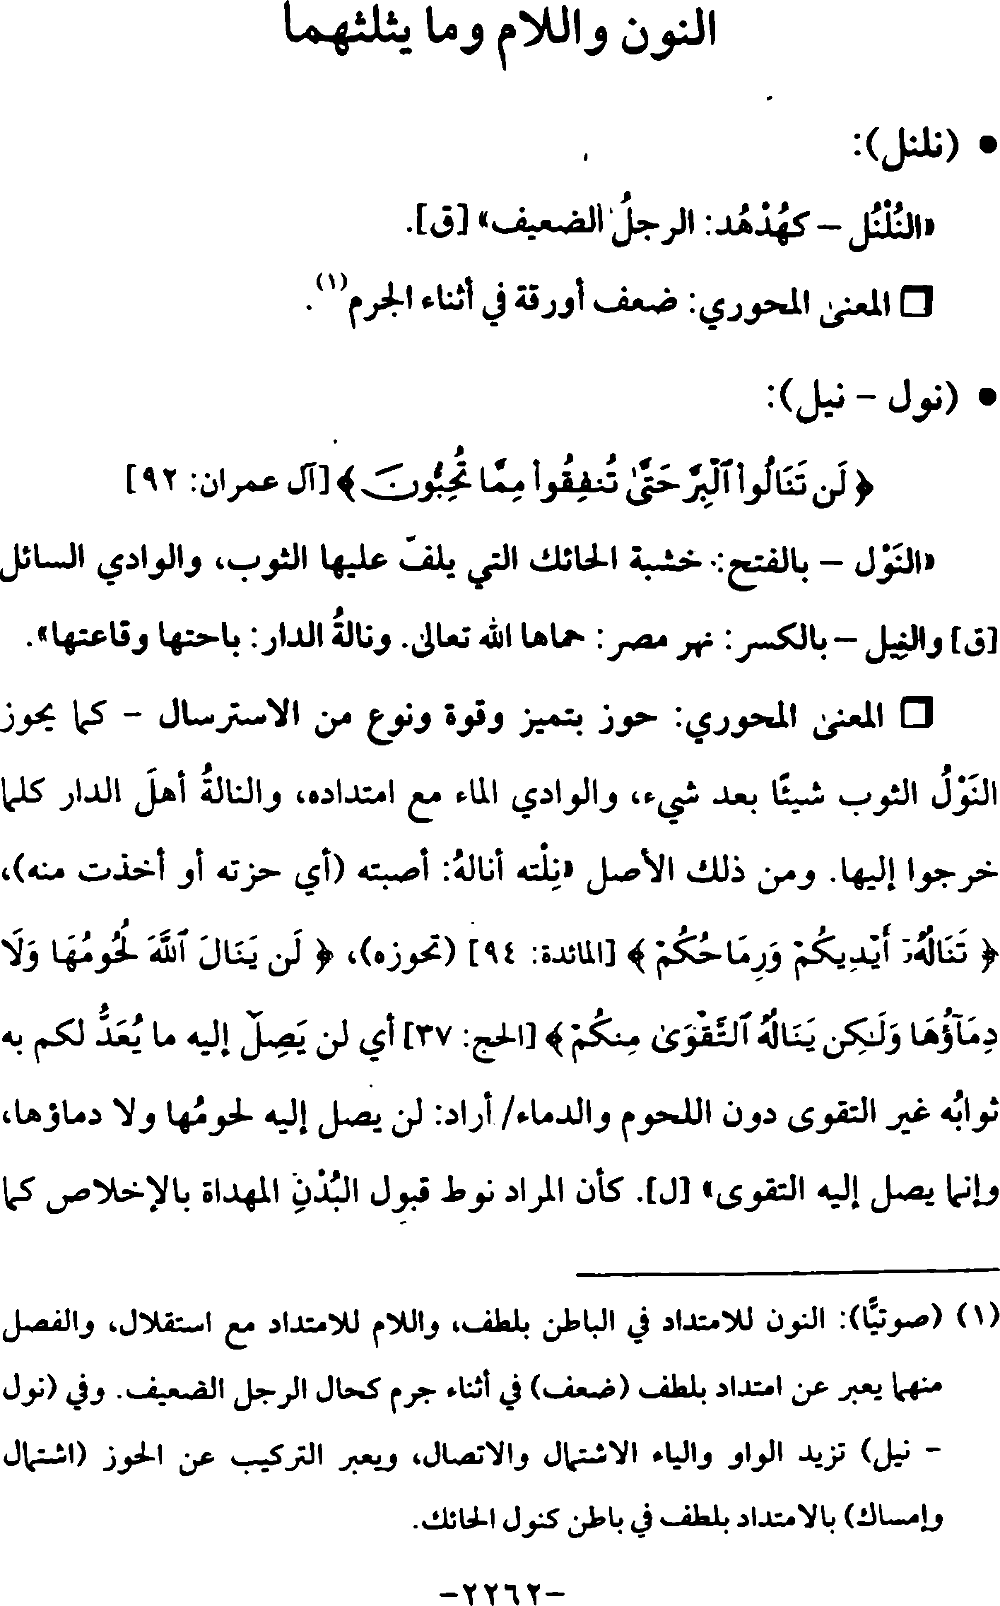 النون واللام وما يثلثهما
• (نلنل):
«النُلْنُل – كهُدْهُد: الرجلُ الضعيف» [ق].
□ المعنى المحوري: ضعف أورقة في أثناء الجرم(١).
• (نول – نيل):
﴿ لَن تَنَالُوا۟ ٱلْبِرَّ حَتَّىٰ تُنفِقُوا۟ مِمَّا تُحِبُّونَ ﴾ [آل عمران: ٩٢]
«النَوْل – بالفتح: خشبة الحائك التي يلفّ عليها الثوب، والوادي السائل
[ق] والنِيل – بالكسر: نهر مصر: حماها الله تعالى. ونالةُ الدار: باحتها وقاعتها».
□ المعنى المحوري: حوز بتميز وقوة ونوع من الاسترسال – كما يحوز
النَوْلُ الثوب شيئًا بعد شيء، والوادي الماء مع امتداده، والنالةُ أهلَ الدار كلما
خرجوا إليها. ومن ذلك الأصل «نِلْته أنالهُ: أصبته (أي حزته أو أخذت منه)،
﴿ تَنَالُهُۥٓ أَيْدِيكُمْ وَرِمَاحُكُمْ ﴾ [المائدة: ٩٤] (تحوزه)، ﴿ لَن يَنَالَ ٱللَّهَ لُحُومُهَا وَلَا
دِمَآؤُهَا وَلَـٰكِن يَنَالُهُ ٱلتَّقْوَىٰ مِنكُمْ ﴾ [الحج: ٣٧] أي لن يَصِلَ إليه ما يُعَدُّ لكم به
ثوابُه غير التقوى دون اللحوم والدماء/ أراد: لن يصل إليه لحومُها ولا دماؤها،
وإنما يصل إليه التقوى» [ل]. كأن المراد نوط قبول البُدْنِ المهداة بالإخلاص كما
(١) (صوتيًّا): النون للامتداد في الباطن بلطف، واللام للامتداد مع استقلال، والفصل
منهما يعبر عن امتداد بلطف (ضعف) في أثناء جرم كحال الرجل الضعيف. وفي (نول
– نيل) تزيد الواو والياء الاشتمال والاتصال، ويعبر التركيب عن الحوز (اشتمال
وإمساك) بالامتداد بلطف في باطن كنول الحائك.
–٢٢٦٢–